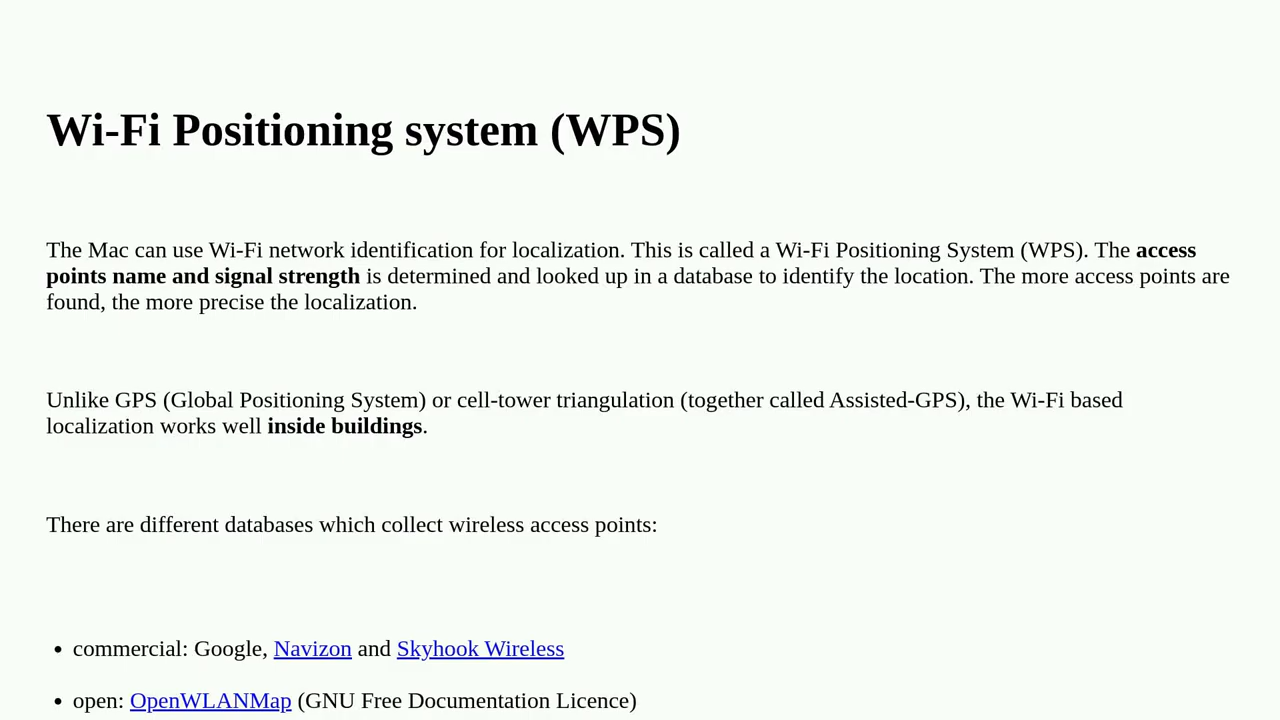 Wi-Fi Positioning system (WPS)
The Mac can use Wi-Fi network identification for localization. This is called a Wi-Fi Positioning System (WPS). The access
points name and signal strength is determined and looked up in a database to identify the location. The more access points are
found, the more precise the localization.
Unlike GPS (Global Positioning System) or cell-tower triangulation (together called Assisted-GPS), the Wi-Fi based
localization works well inside buildings.
There are different databases which collect wireless access points:
• commercial: Google, Navizon and Skyhook Wireless
• open: OpenWLANMap (GNU Free Documentation Licence)